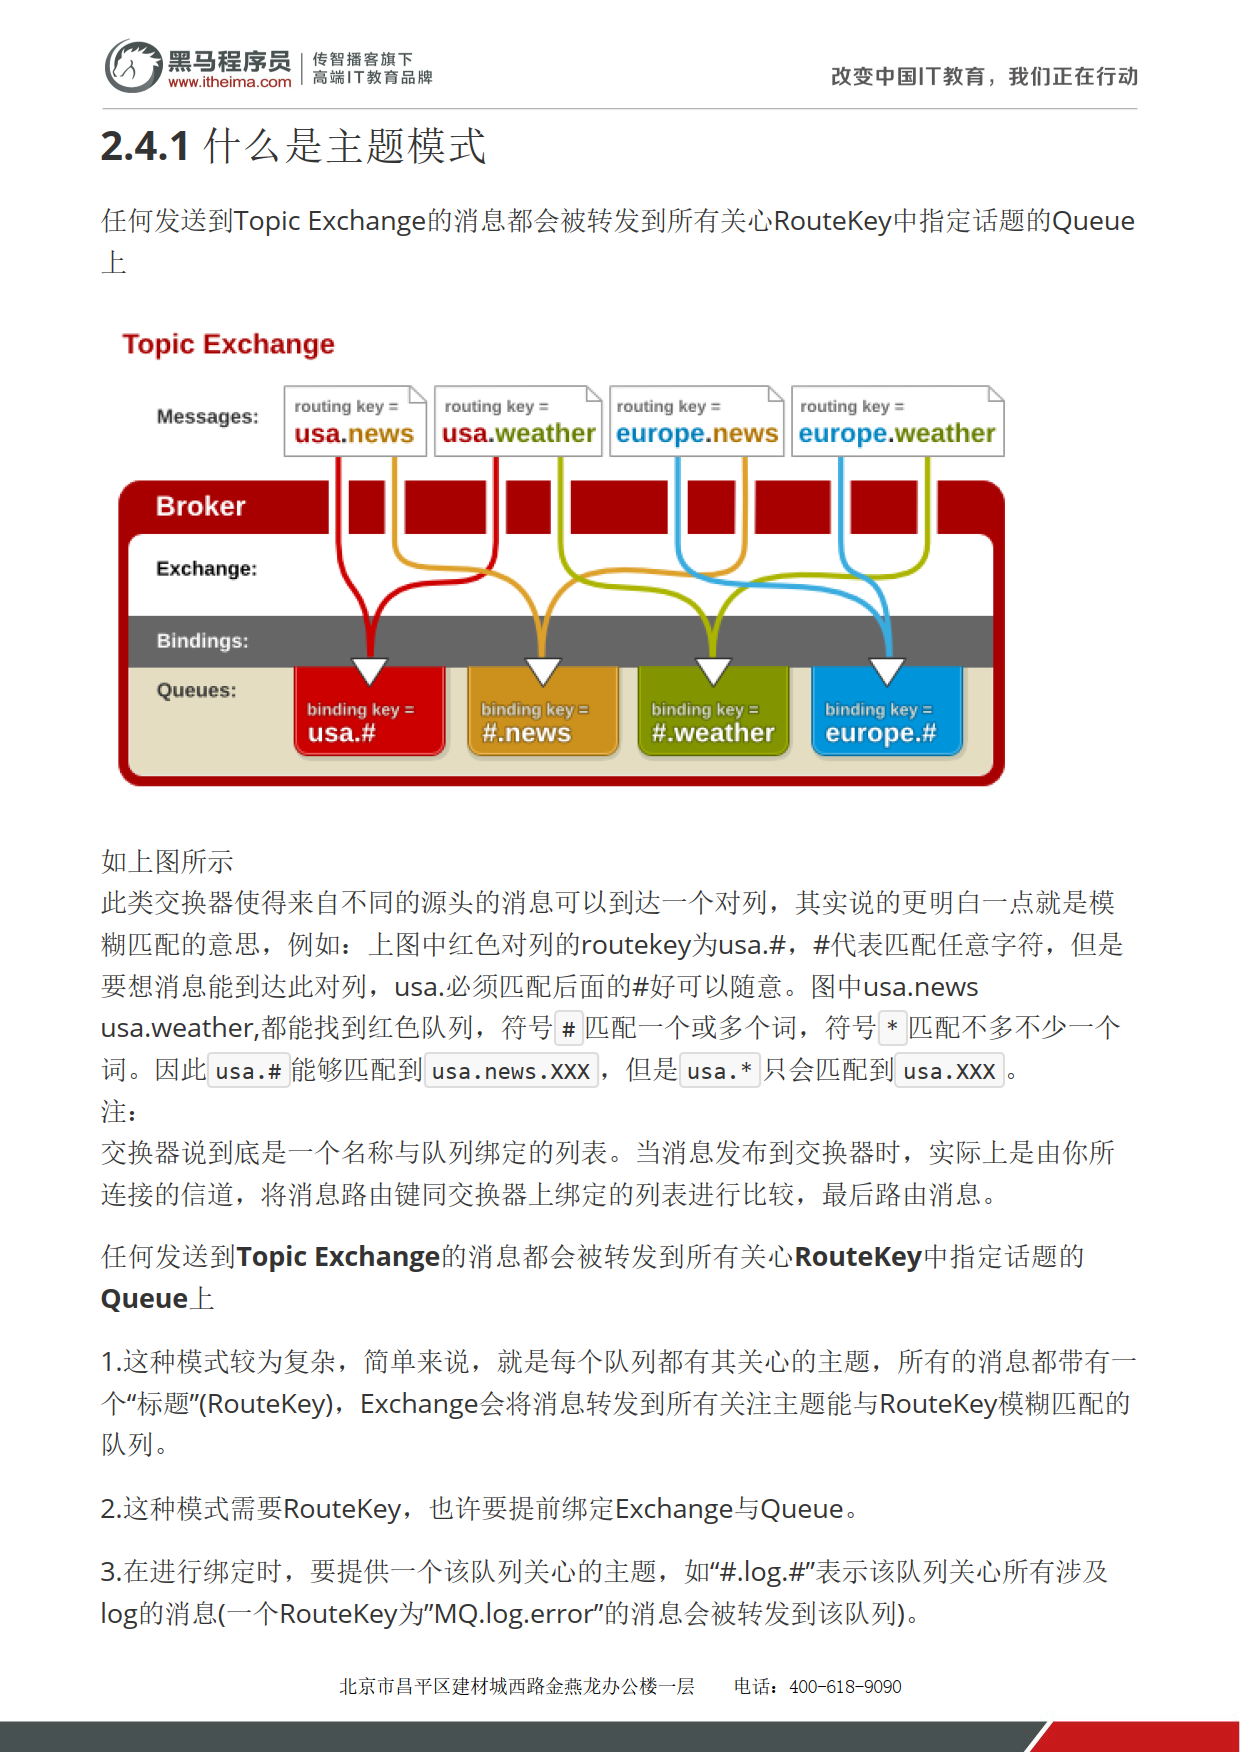 黑马程序员
www.itheima.com
传智播客旗下
高端IT教育品牌
改变中国IT教育，我们正在行动
2.4.1 什么是主题模式
任何发送到Topic Exchange的消息都会被转发到所有关心RouteKey中指定话题的Queue
上
Topic Exchange
Messages:
routing key =
usa.news
routing key =
usa.weather
routing key =
europe.news
routing key =
europe.weather
Broker
Exchange:
Bindings:
Queues:
binding key =
usa.#
binding key =
#.news
binding key =
#.weather
binding key =
europe.#
如上图所示
此类交换器使得来自不同的源头的消息可以到达一个对列，其实说的更明白一点就是模
糊匹配的意思，例如：上图中红色对列的routekey为usa.#，#代表匹配任意字符，但是
要想消息能到达此对列，usa.必须匹配后面的#好可以随意。图中usa.news
usa.weather,都能找到红色队列，符号 # 匹配一个或多个词，符号 * 匹配不多不少一个
词。因此 usa.# 能够匹配到 usa.news.XXX ，但是 usa.* 只会匹配到 usa.XXX 。
注：
交换器说到底是一个名称与队列绑定的列表。当消息发布到交换器时，实际上是由你所
连接的信道，将消息路由键同交换器上绑定的列表进行比较，最后路由消息。
任何发送到Topic Exchange的消息都会被转发到所有关心RouteKey中指定话题的
Queue上
1.这种模式较为复杂，简单来说，就是每个队列都有其关心的主题，所有的消息都带有一
个“标题”(RouteKey)，Exchange会将消息转发到所有关注主题能与RouteKey模糊匹配的
队列。
2.这种模式需要RouteKey，也许要提前绑定Exchange与Queue。
3.在进行绑定时，要提供一个该队列关心的主题，如“#.log.#”表示该队列关心所有涉及
log的消息(一个RouteKey为”MQ.log.error”的消息会被转发到该队列)。
北京市昌平区建材城西路金燕龙办公楼一层 电话：400-618-9090